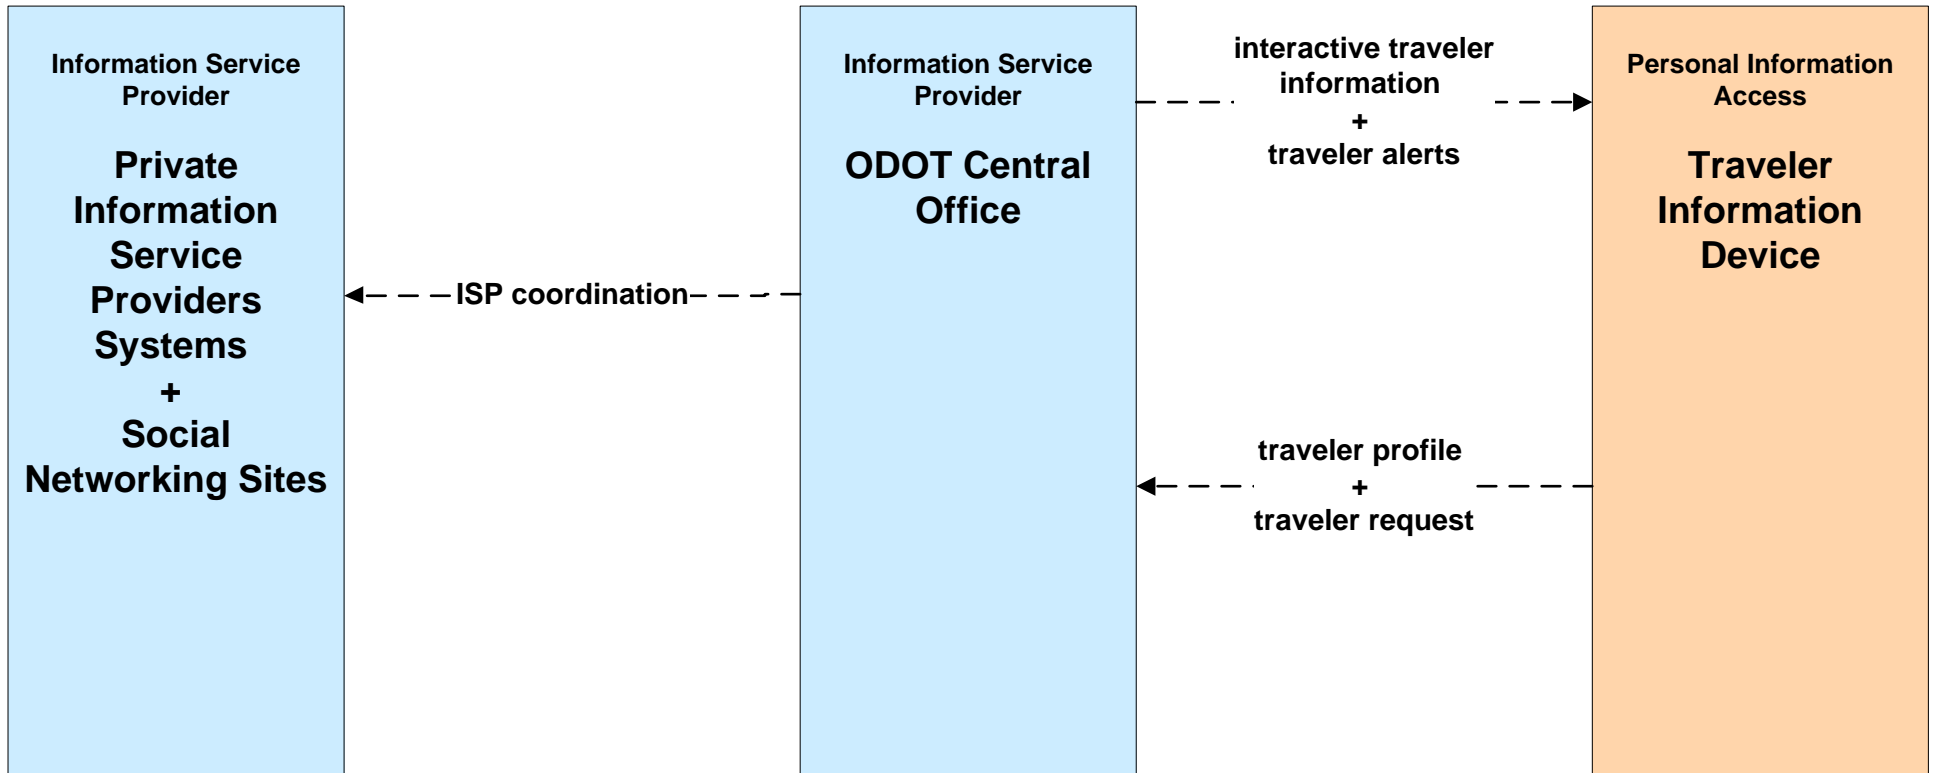 Information Service
Provider
Private
Information
Service
Providers
Systems
+
Social
Networking Sites
ISP coordination
Information Service
Provider
ODOT Central
Office
interactive traveler
information
+
traveler alerts
traveler profile
+
traveler request
Personal Information
Access
Traveler
Information
Device